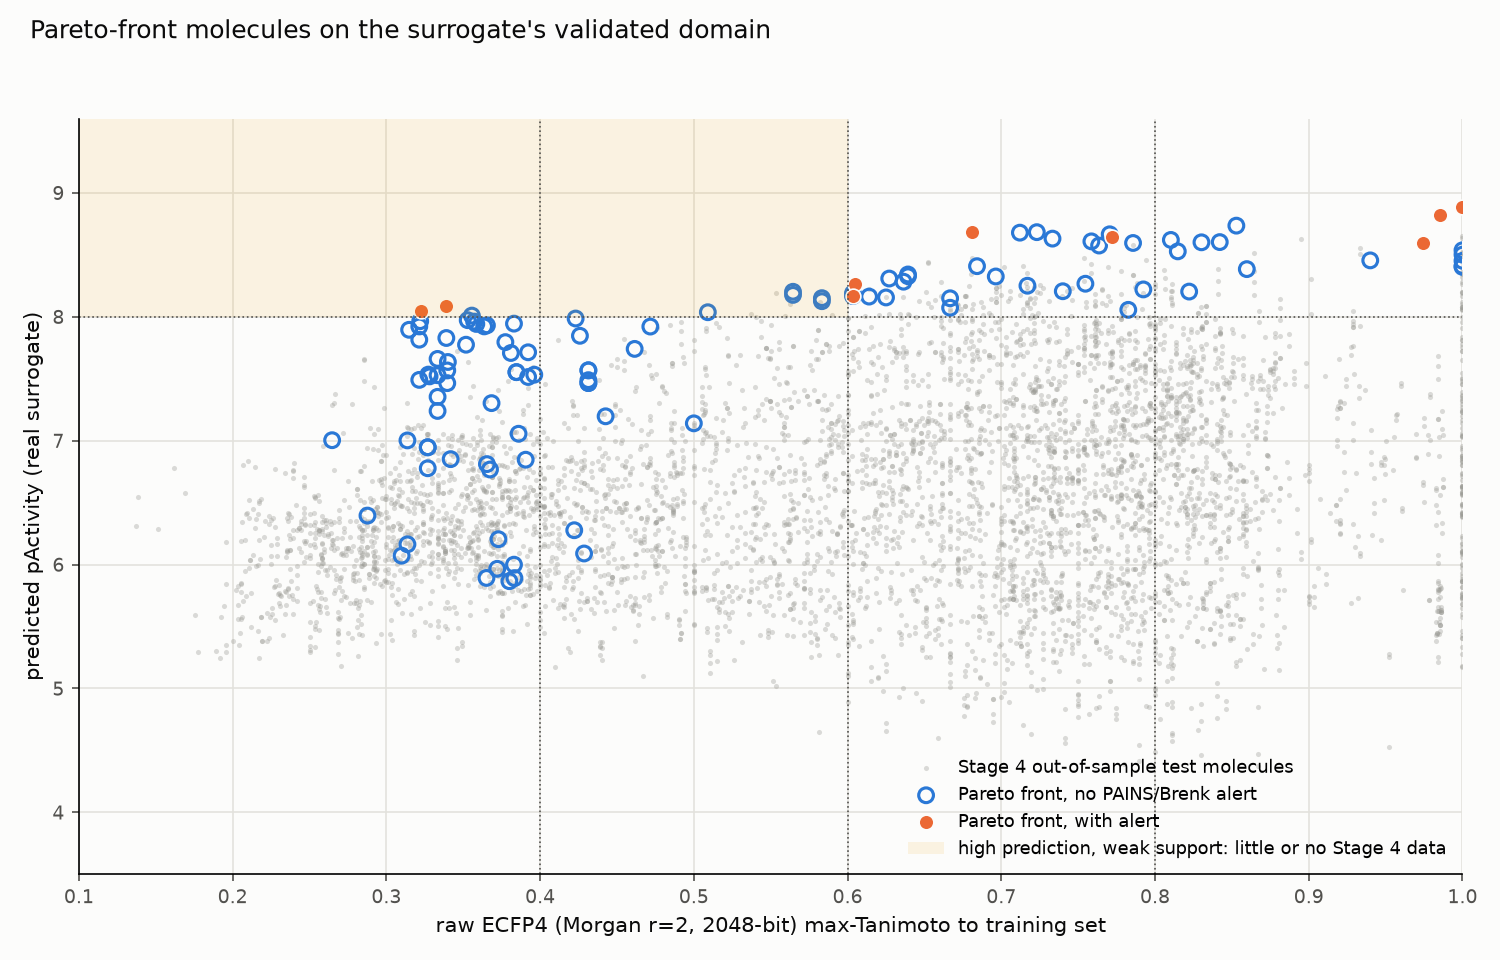 Pareto-front molecules on the surrogate's validated domain
predicted pActivity (real surrogate)
9
8
7
6
5
4
Stage 4 out-of-sample test molecules
Pareto front, no PAINS/Brenk alert
Pareto front, with alert
high prediction, weak support: little or no Stage 4 data
0.1 0.2 0.3 0.4 0.5 0.6 0.7 0.8 0.9 1.0
raw ECFP4 (Morgan r=2, 2048-bit) max-Tanimoto to training set